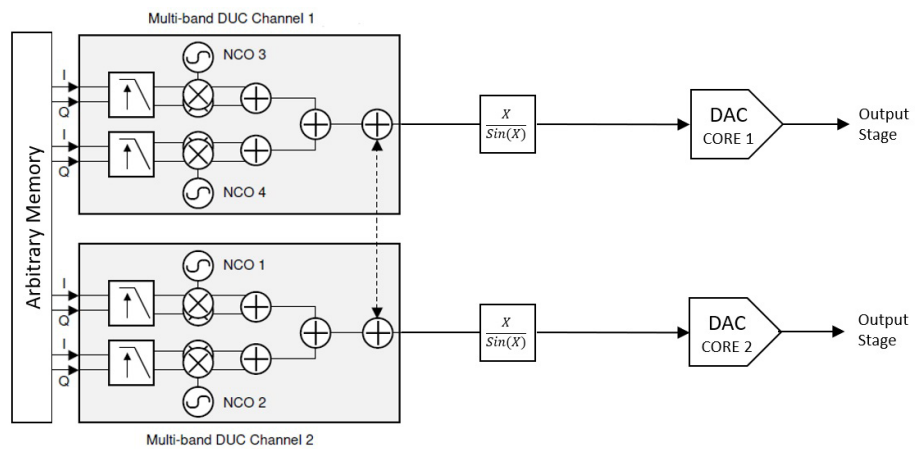 Multi-band DUC Channel 1
Arbitrary Memory
I
Q
I
Q
NCO 3
NCO 4
X
Sin(X)
DAC
CORE 1
Output
Stage
I
Q
I
Q
NCO 1
NCO 2
X
Sin(X)
DAC
CORE 2
Output
Stage
Multi-band DUC Channel 2